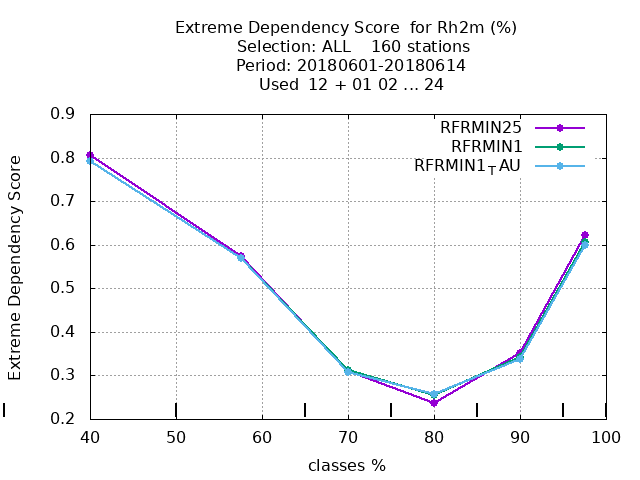 Extreme Dependency Score  for Rh2m (%)
Selection: ALL    160 stations
Period: 20180601-20180614
Used  12 + 01 02 ... 24
RFRMIN25
RFRMIN1
RFRMIN1TAU
Extreme Dependency Score
0.9
0.8
0.7
0.6
0.5
0.4
0.3
0.2
40 50 60 70 80 90 100
classes %